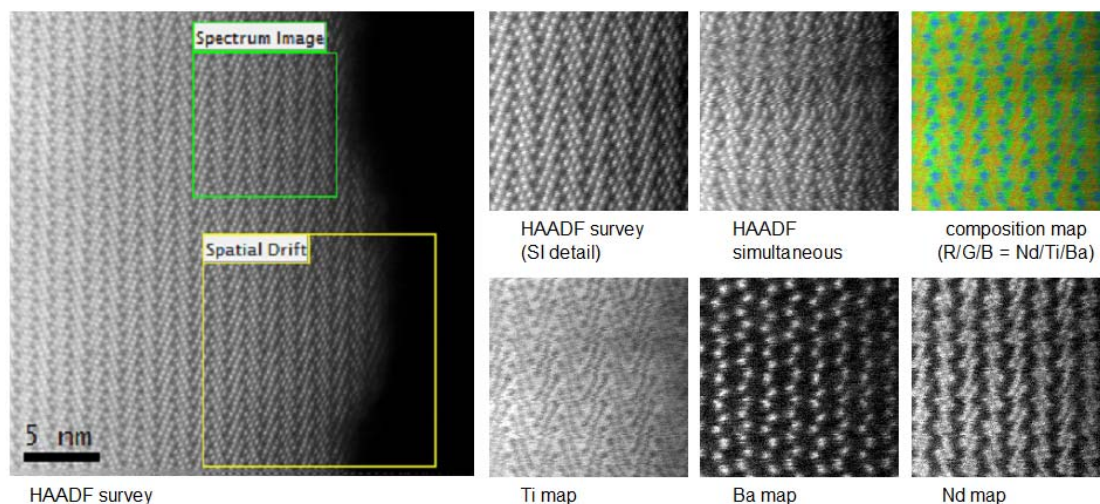 Spectrum Image
Spatial Drift
5 nm
HAADF survey
HAADF survey
(SI detail)
HAADF
simultaneous
composition map
(R/G/B = Nd/Ti/Ba)
Ti map
Ba map
Nd map